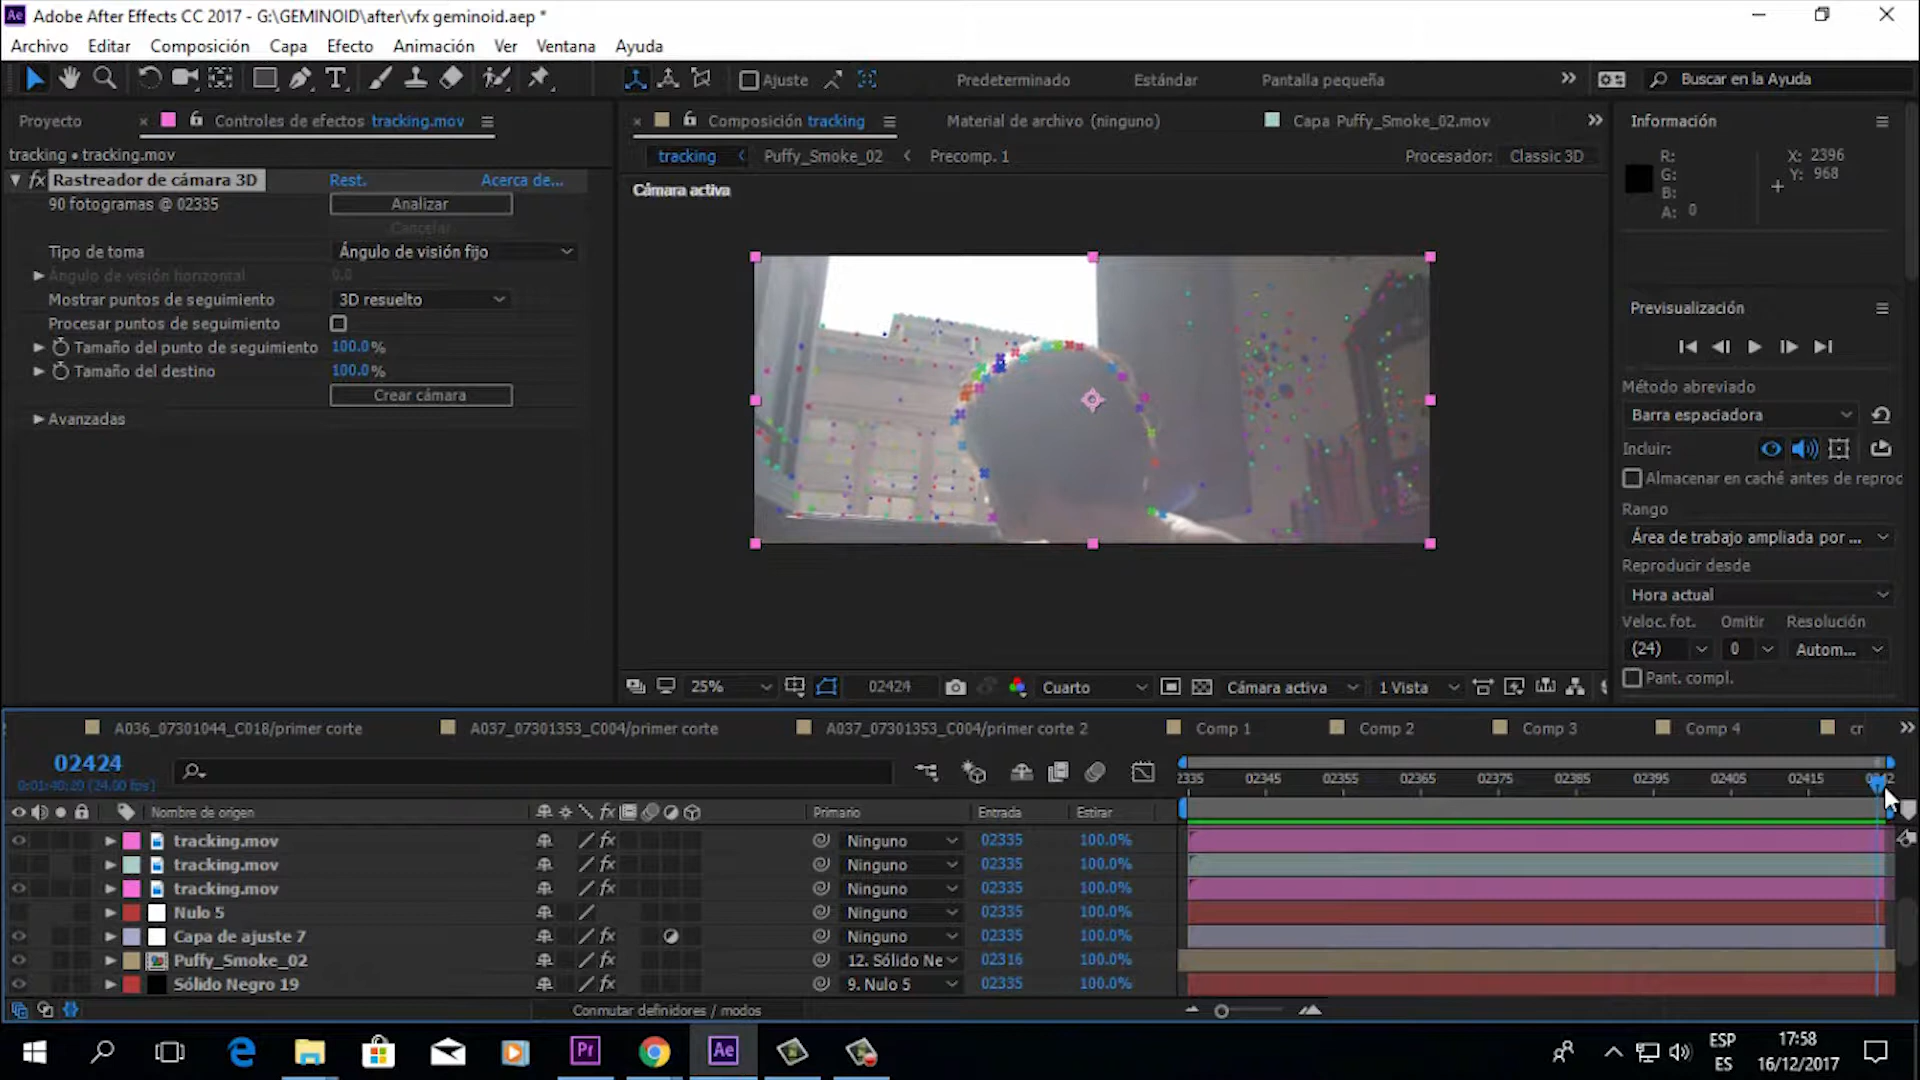 Ae Adobe After Effects CC 2017 - G:\GEMINOID\after\vfx geminoid.aep *
Archivo Editar Composición Capa Efecto Animación Ver Ventana Ayuda
Ajuste Predeterminado Estándar Pantalla pequeña Buscar en la Ayuda
Proyecto Controles de efectos tracking.mov Composición tracking Material de archivo (ninguno) Capa Puffy_Smoke_02.mov Información
tracking • tracking.mov tracking Puffy_Smoke_02 Precomp. 1 Procesador: Classic 3D
R: X: 2396
G: Y: 968
B:
A: 0
fx Rastreador de cámara 3D Rest. Acerca de...
Cámara activa
90 fotogramas @ 02335 Analizar
Cancelar
Tipo de toma Ángulo de visión fijo
Ángulo de visión horizontal 0.0
Mostrar puntos de seguimiento 3D resuelto
Procesar puntos de seguimiento
Tamaño del punto de seguimiento 100.0%
Tamaño del destino 100.0%
Crear cámara
Avanzadas
Previsualización
Método abreviado
Barra espaciadora
Incluir:
Almacenar en caché antes de reproc
Rango
Área de trabajo ampliada por ...
Reproducir desde
Hora actual
Veloc. fot. Omitir Resolución
(24) 0 Autom...
Pant. compl.
25% 02424 Cuarto Cámara activa 1 Vista
A036_07301044_C018/primer corte A037_07301353_C004/primer corte A037_07301353_C004/primer corte 2 Comp 1 Comp 2 Comp 3 Comp 4 cr
02424
0:01:40:20 (24.00 fps)
2335 02345 02355 02365 02375 02385 02395 02405 02415 0242
Nombre de origen fx Primario Entrada Estirar
tracking.mov fx Ninguno 02335 100.0%
tracking.mov fx Ninguno 02335 100.0%
tracking.mov fx Ninguno 02335 100.0%
Nulo 5 Ninguno 02335 100.0%
Capa de ajuste 7 fx Ninguno 02335 100.0%
Puffy_Smoke_02 fx 12. Sólido Ne 02316 100.0%
Sólido Negro 19 fx 9. Nulo 5 02335 100.0%
Conmutar definidores / modos
Pr Ae
ESP 17:58
ES 16/12/2017